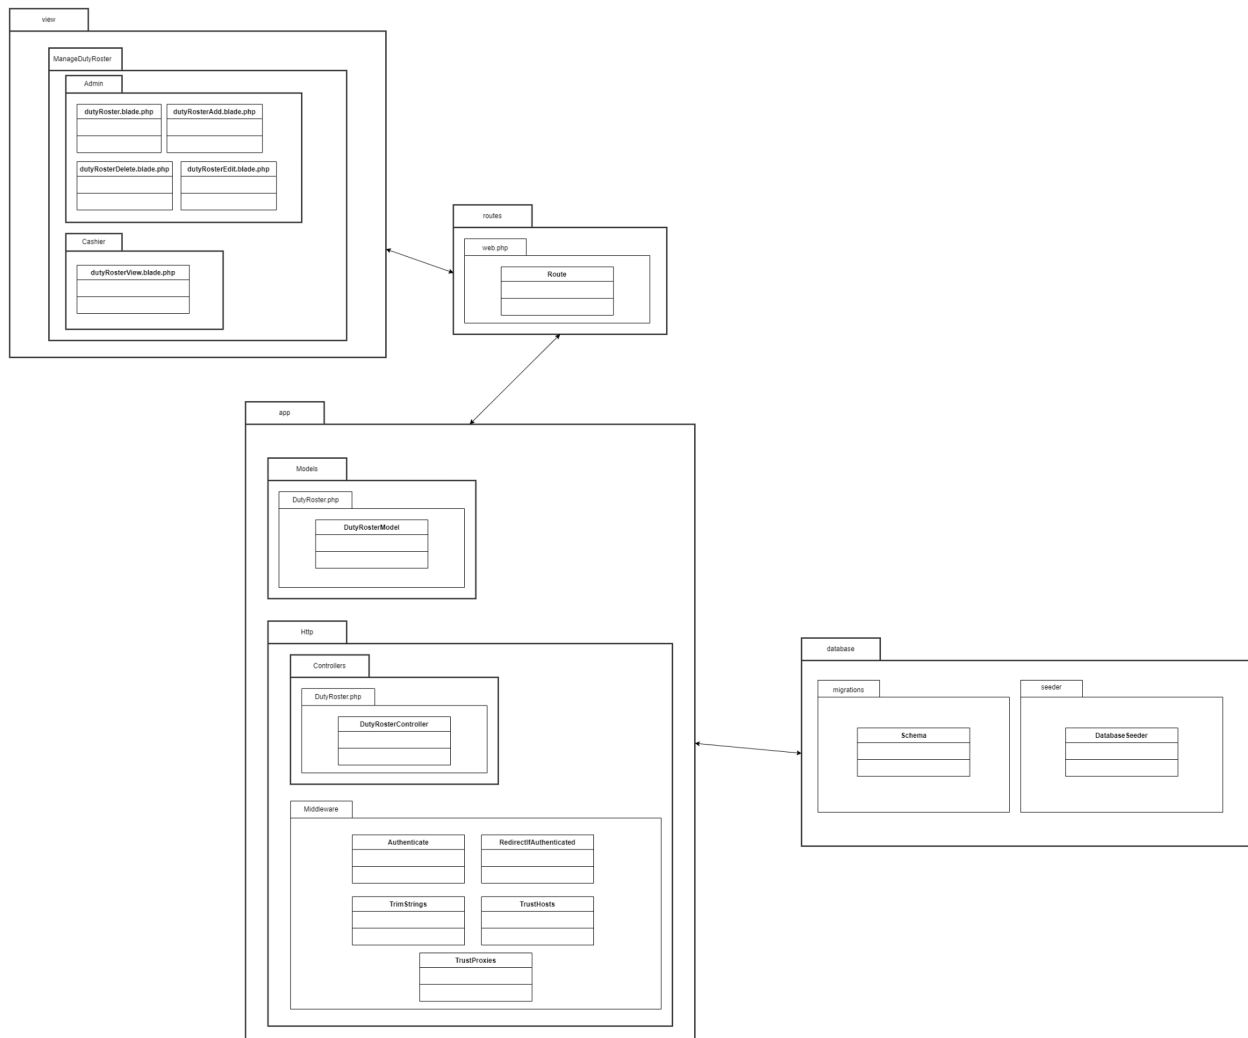 view
ManageDutyRoster
Admin
dutyRoster.blade.php
dutyRosterAdd.blade.php
dutyRosterDelete.blade.php
dutyRosterEdit.blade.php
Cashier
dutyRosterView.blade.php
routes
web.php
Route
app
Models
DutyRoster.php
DutyRosterModel
Http
Controllers
DutyRoster.php
DutyRosterController
Middleware
Authenticate
RedirectIfAuthenticated
TrimStrings
TrustHosts
TrustProxies
database
migrations
Schema
seeder
DatabaseSeeder